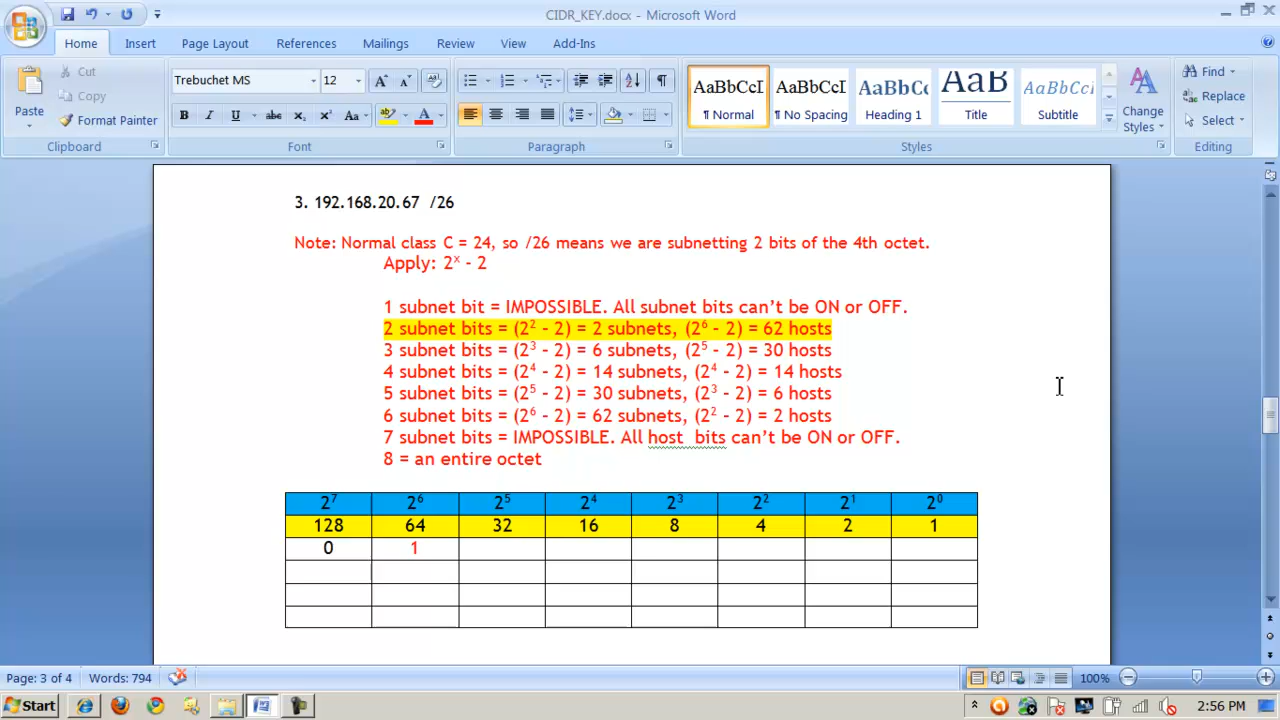 CIDR_KEY.docx - Microsoft Word
Home Insert Page Layout References Mailings Review View Add-Ins
Paste
Cut
Copy
Format Painter
Clipboard
Trebuchet MS 12
B I U abc x₂ x² Aa
Font
Paragraph
AaBbCcI AaBbCcI AaBbCc AaB AaBbCcI
¶ Normal ¶ No Spacing Heading 1 Title Subtitle
Change Styles
Styles
Find
Replace
Select
Editing
3. 192.168.20.67 /26
Note: Normal class C = 24, so /26 means we are subnetting 2 bits of the 4th octet.
Apply: 2ˣ - 2
1 subnet bit = IMPOSSIBLE. All subnet bits can’t be ON or OFF.
2 subnet bits = (2² - 2) = 2 subnets, (2⁶ - 2) = 62 hosts
3 subnet bits = (2³ - 2) = 6 subnets, (2⁵ - 2) = 30 hosts
4 subnet bits = (2⁴ - 2) = 14 subnets, (2⁴ - 2) = 14 hosts
5 subnet bits = (2⁵ - 2) = 30 subnets, (2³ - 2) = 6 hosts
6 subnet bits = (2⁶ - 2) = 62 subnets, (2² - 2) = 2 hosts
7 subnet bits = IMPOSSIBLE. All host bits can’t be ON or OFF.
8 = an entire octet
2⁷ 2⁶ 2⁵ 2⁴ 2³ 2² 2¹ 2⁰
128 64 32 16 8 4 2 1
0 1
Page: 3 of 4 Words: 794 100%
Start 2:56 PM